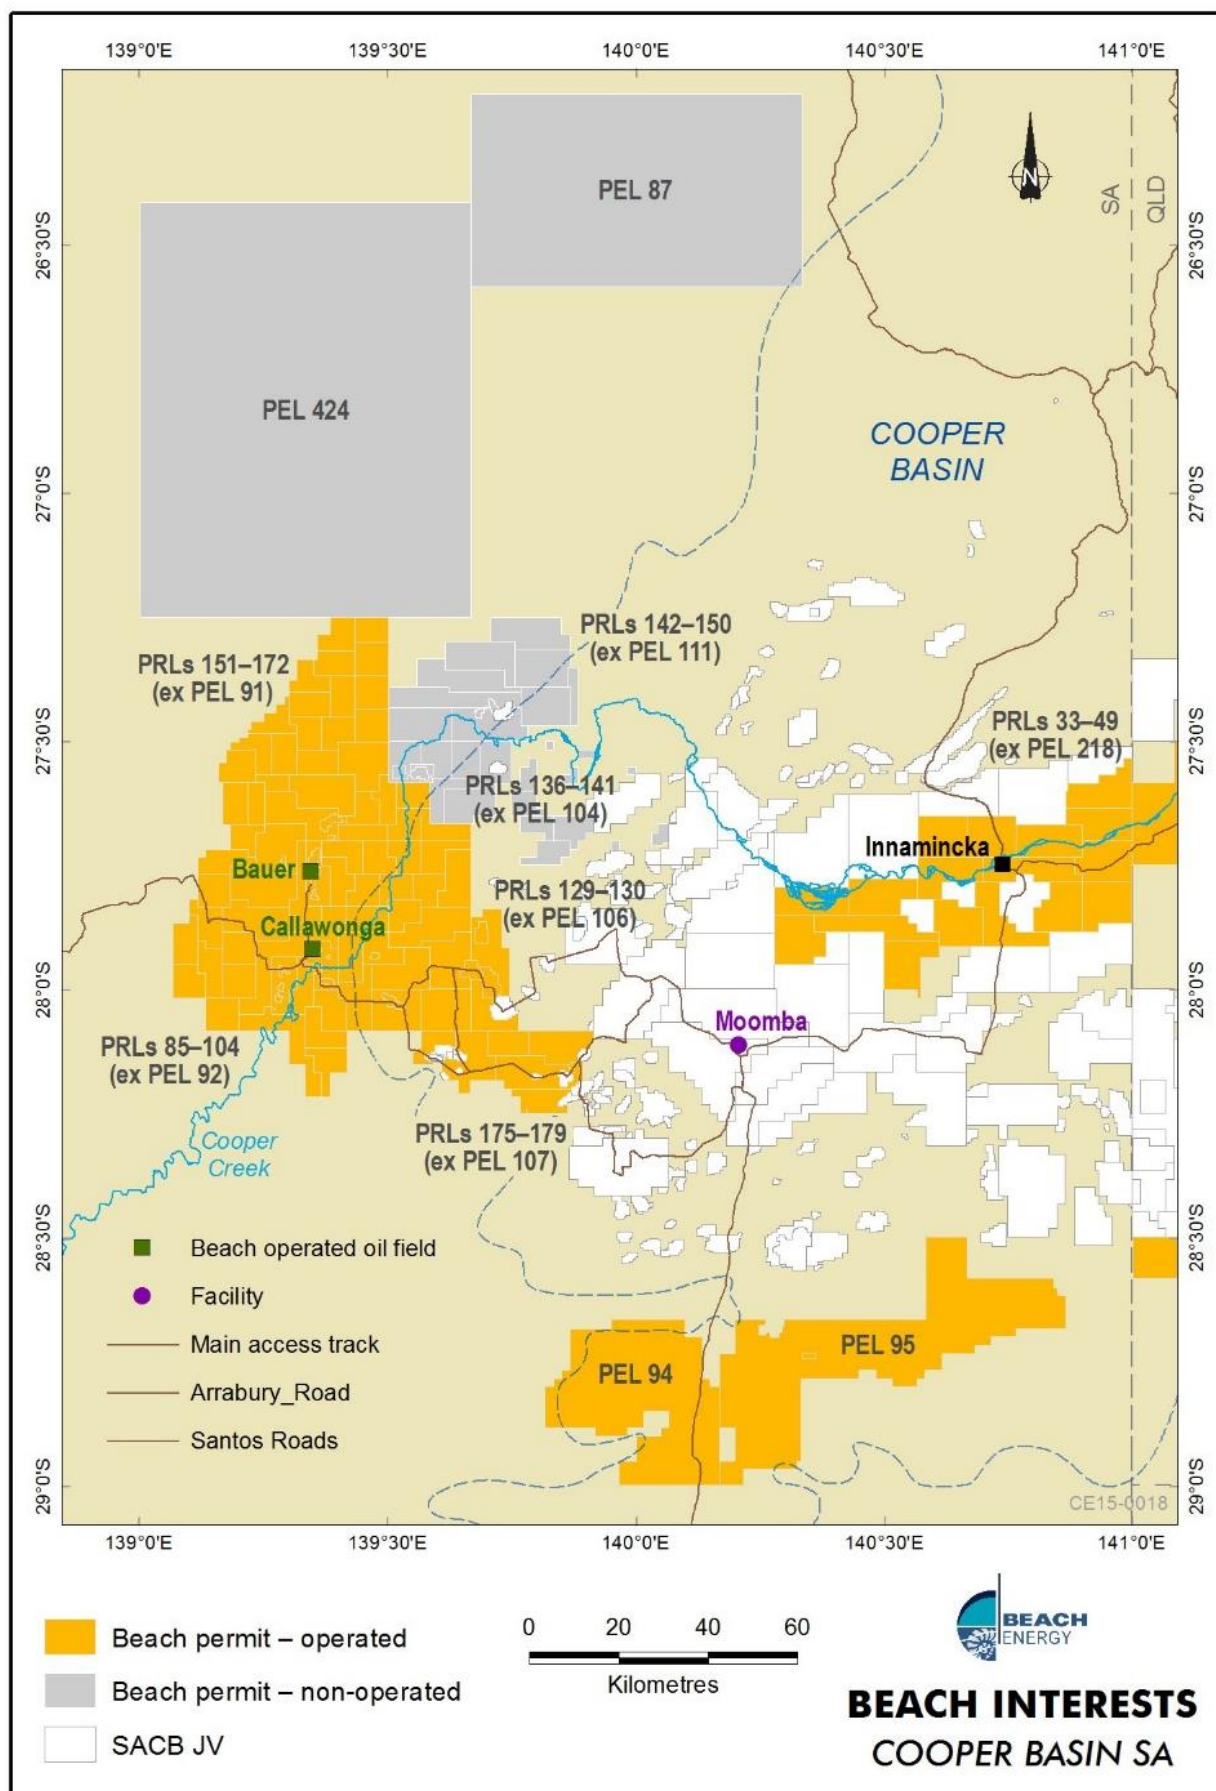 139°0'E
139°30'E
140°0'E
140°30'E
141°0'E
26°30'S
26°30'S
27°0'S
27°0'S
27°30'S
27°30'S
28°0'S
28°0'S
28°30'S
28°30'S
29°0'S
29°0'S
PEL 87
N
SA
QLD
PEL 424
COOPER
BASIN
PRLs 142–150
(ex PEL 111)
PRLs 151–172
(ex PEL 91)
PRLs 33–49
(ex PEL 218)
PRLs 136–141
(ex PEL 104)
Innamincka
Bauer
PRLs 129–130
(ex PEL 106)
Callawonga
Moomba
PRLs 85–104
(ex PEL 92)
PRLs 175–179
(ex PEL 107)
Cooper
Creek
Beach operated oil field
Facility
Main access track
Arrabury_Road
Santos Roads
PEL 95
PEL 94
CE15-0018
139°0'E
139°30'E
140°0'E
140°30'E
141°0'E
Beach permit – operated
Beach permit – non-operated
SACB JV
0 20 40 60
Kilometres
BEACH
ENERGY
BEACH INTERESTS
COOPER BASIN SA